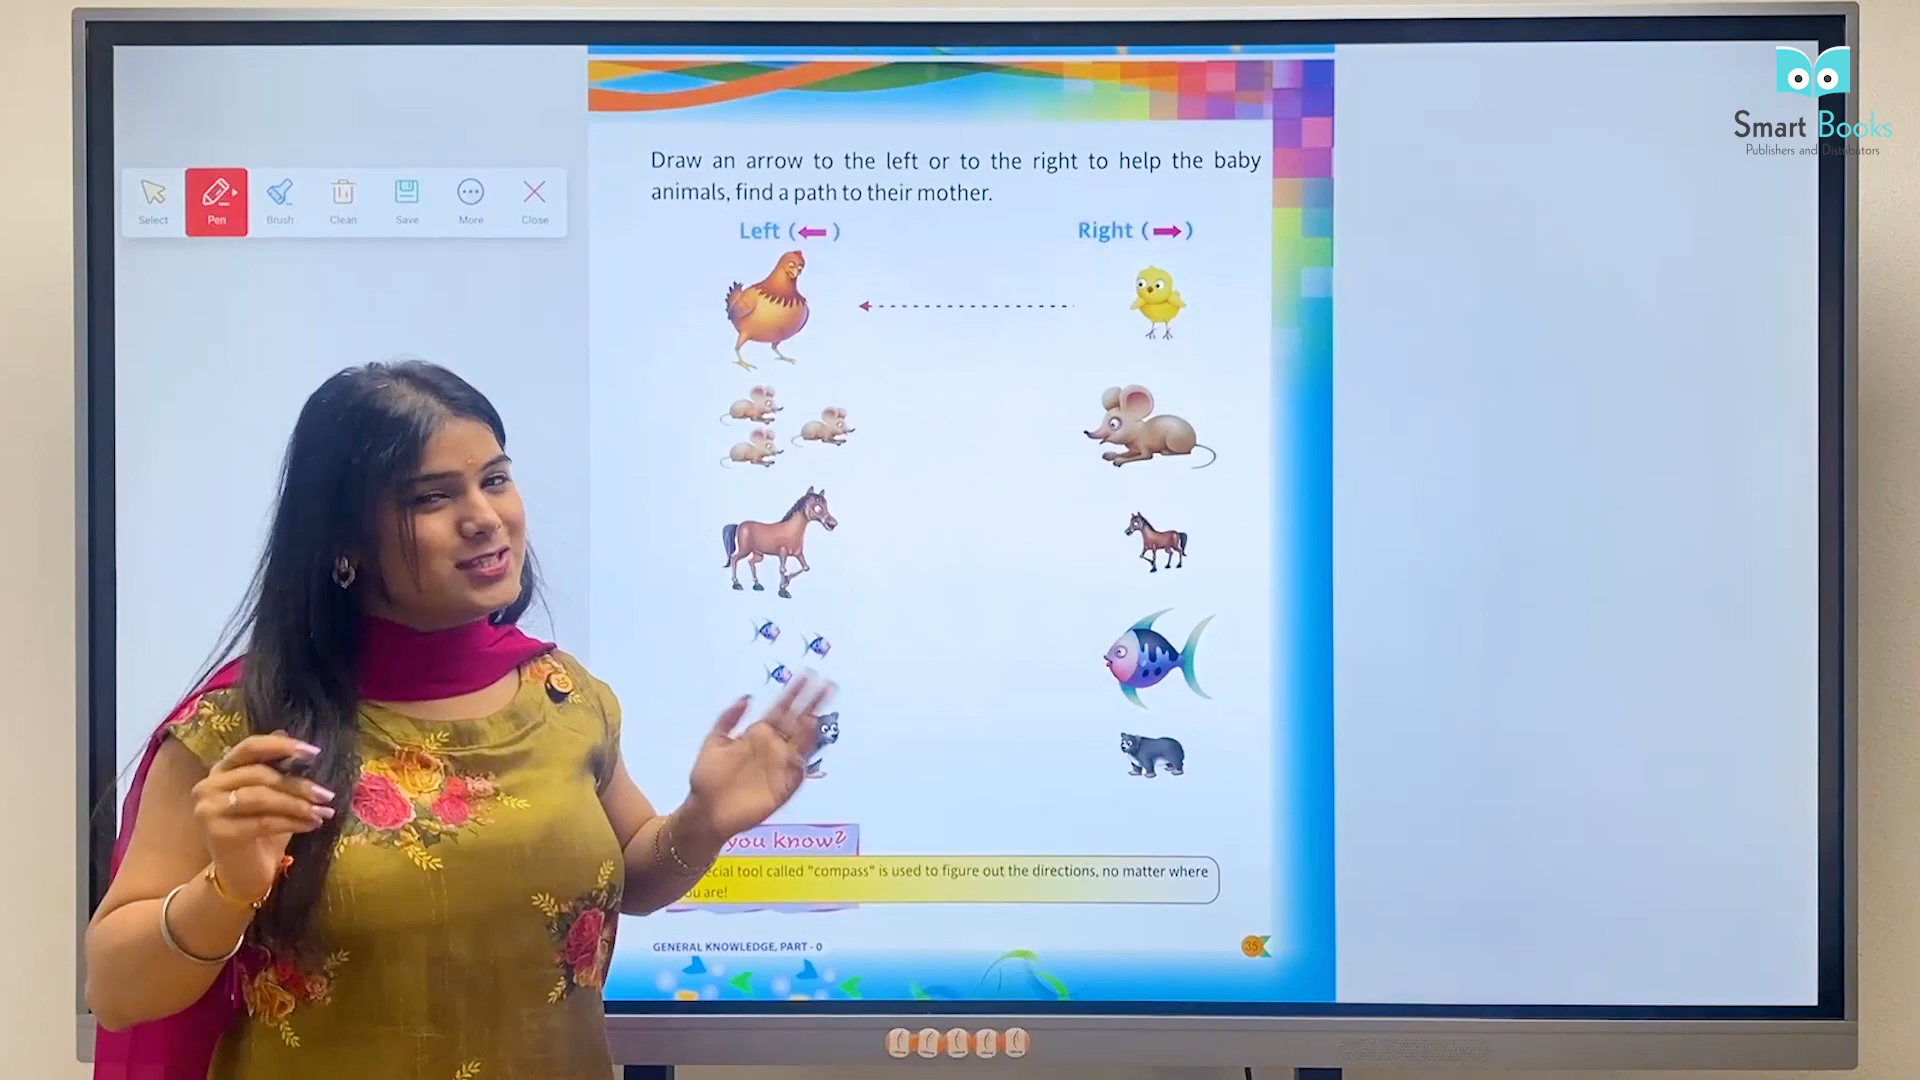 Smart Books
Publishers and Distributors
Select
Pen
Brush
Clean
Save
More
Close
Draw an arrow to the left or to the right to help the baby
animals, find a path to their mother.
Left ( )
Right ( )
you know?
tool called "compass" is used to figure out the directions, no matter where
are!
GENERAL KNOWLEDGE, PART - 0
35